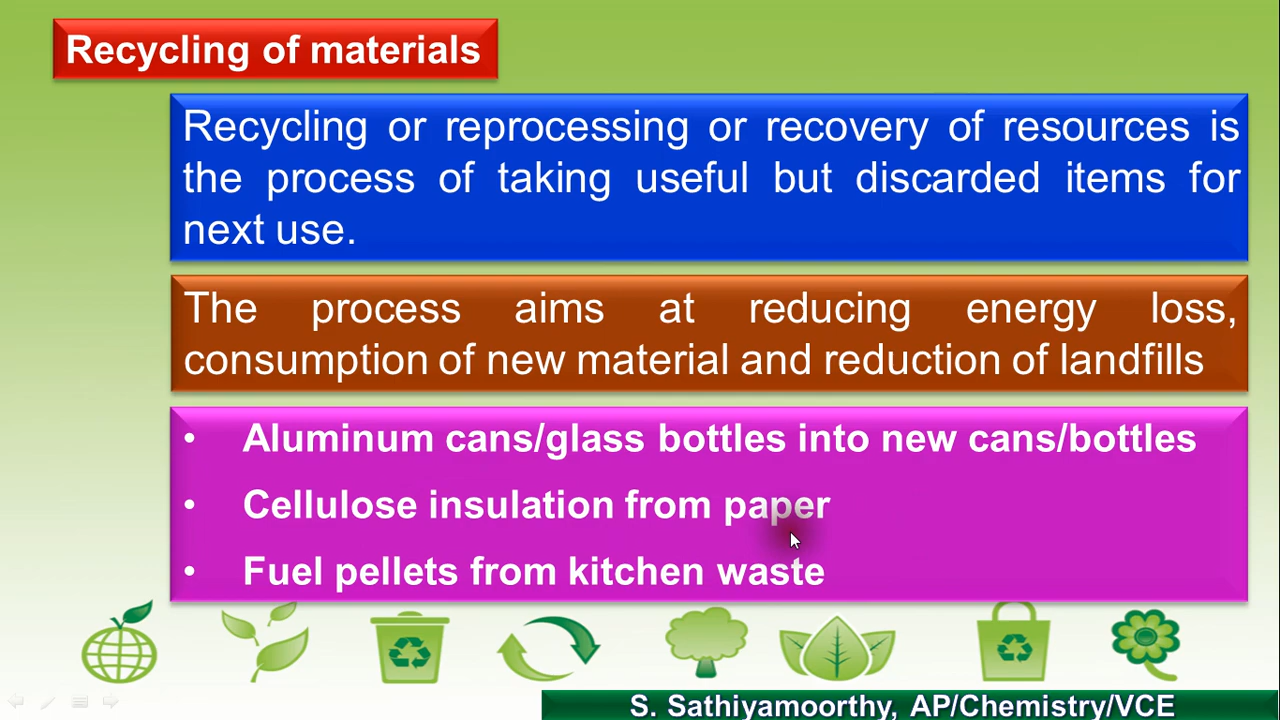 Recycling of materials
Recycling or reprocessing or recovery of resources is
the process of taking useful but discarded items for
next use.
The process aims at reducing energy loss,
consumption of new material and reduction of landfills
• Aluminum cans/glass bottles into new cans/bottles
• Cellulose insulation from paper
• Fuel pellets from kitchen waste
S. Sathiyamoorthy, AP/Chemistry/VCE